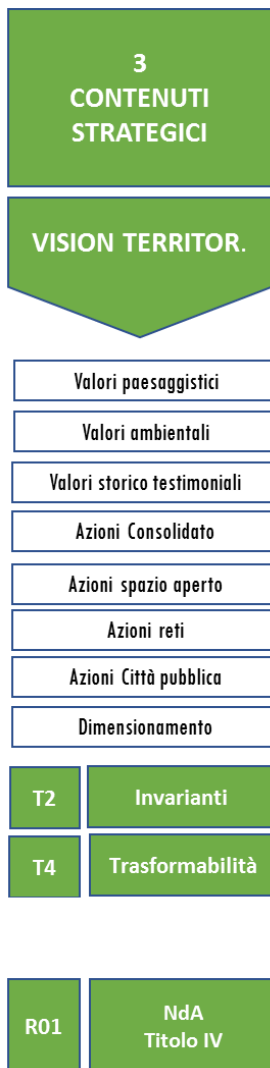 3
CONTENUTI
STRATEGICI
VISION TERRITOR.
Valori paesaggistici
Valori ambientali
Valori storico testimoniali
Azioni Consolidato
Azioni spazio aperto
Azioni reti
Azioni Città pubblica
Dimensionamento
T2 Invarianti
T4 Trasformabilità
R01 NdA
Titolo IV